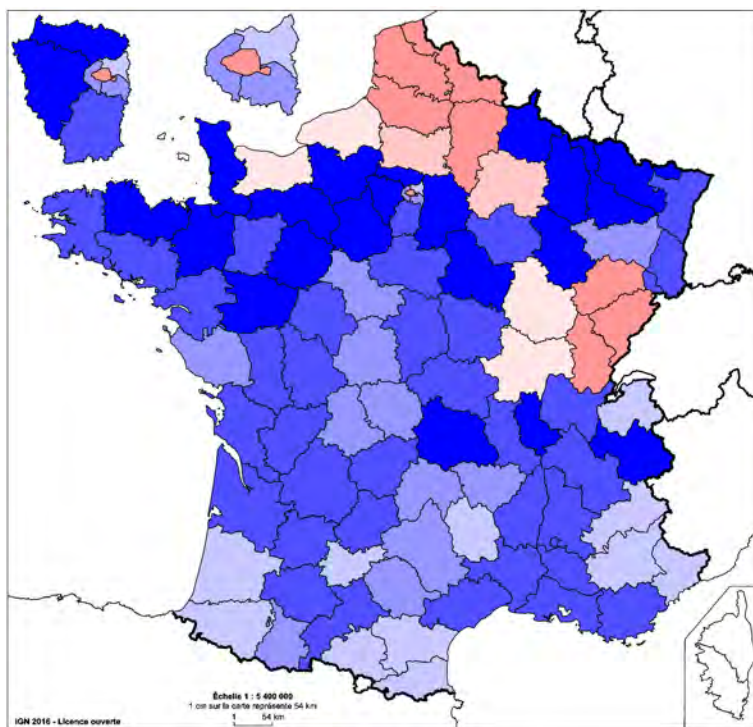 Échelle 1 : 5 400 000
1 cm sur la carte représente 54 km
1 54 km
IGN 2016 - Licence ouverte